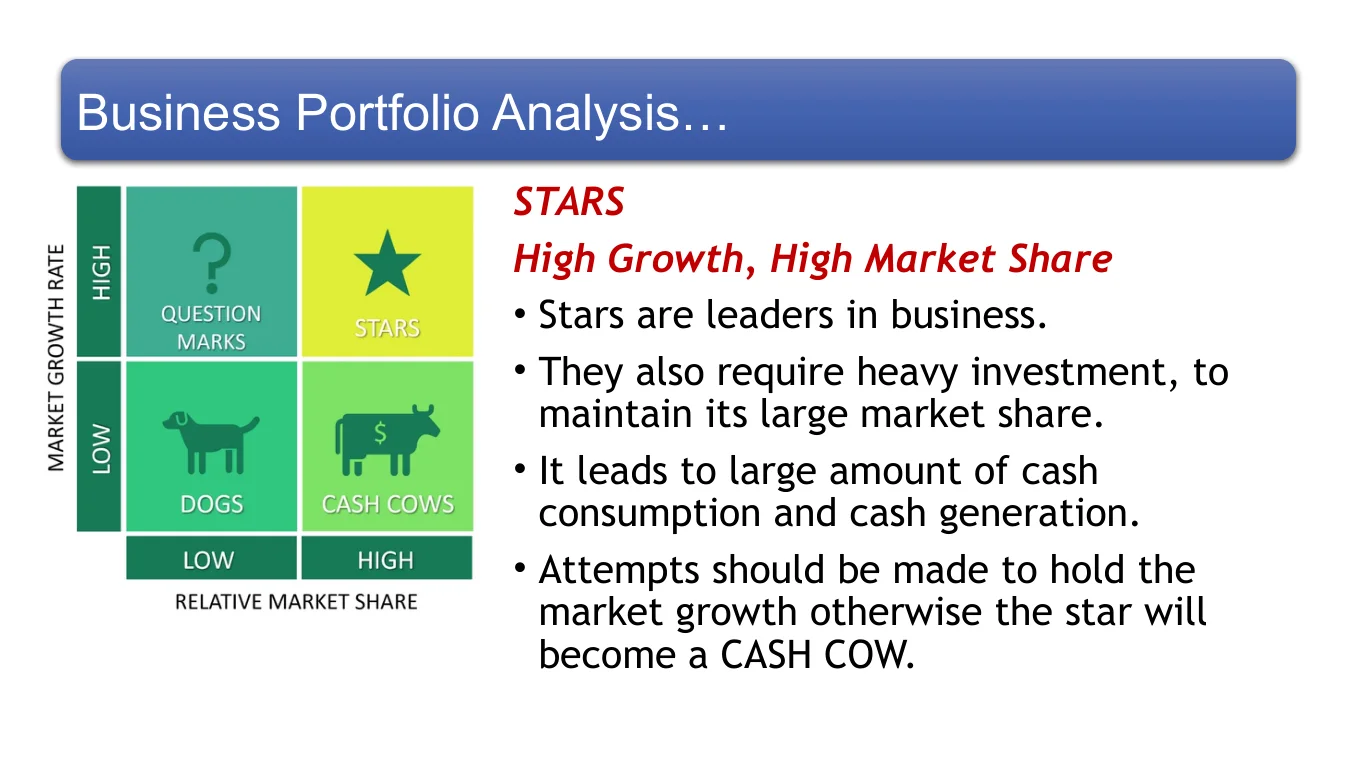 Business Portfolio Analysis…
MARKET GROWTH RATE
HIGH
LOW
?
QUESTION
MARKS
STARS
DOGS
$
CASH COWS
LOW
HIGH
RELATIVE MARKET SHARE
STARS
High Growth, High Market Share
• Stars are leaders in business.
• They also require heavy investment, to
maintain its large market share.
• It leads to large amount of cash
consumption and cash generation.
• Attempts should be made to hold the
market growth otherwise the star will
become a CASH COW.